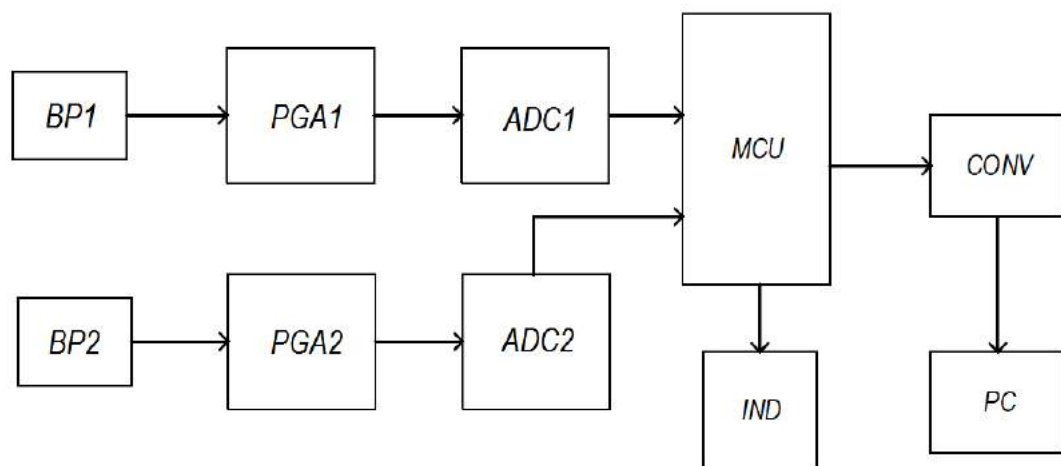 BP1
PGA1
ADC1
MCU
CONV
BP2
PGA2
ADC2
IND
PC